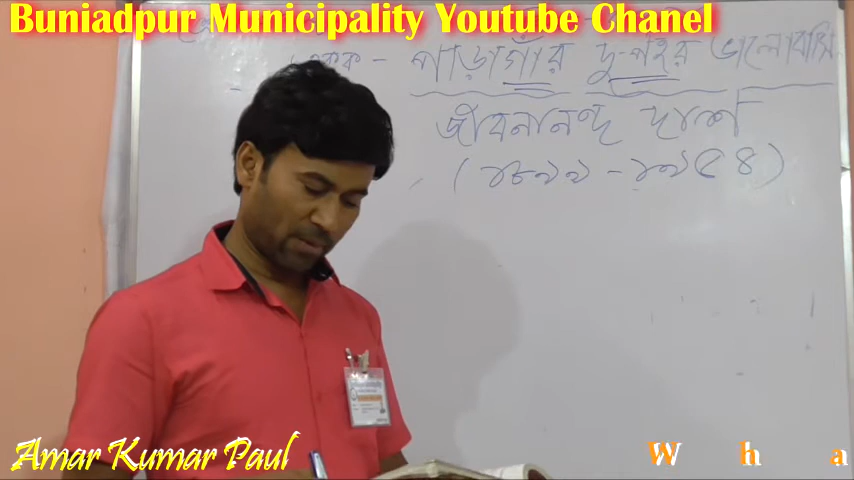 Buniadpur Municipality Youtube Chanel
পাড়াগাঁর দু-পহর ভালোবাসি
জীবনানন্দ দাশ
(১৮৯৯ - ১৯৫৪)
Amar Kumar Paul
W h a